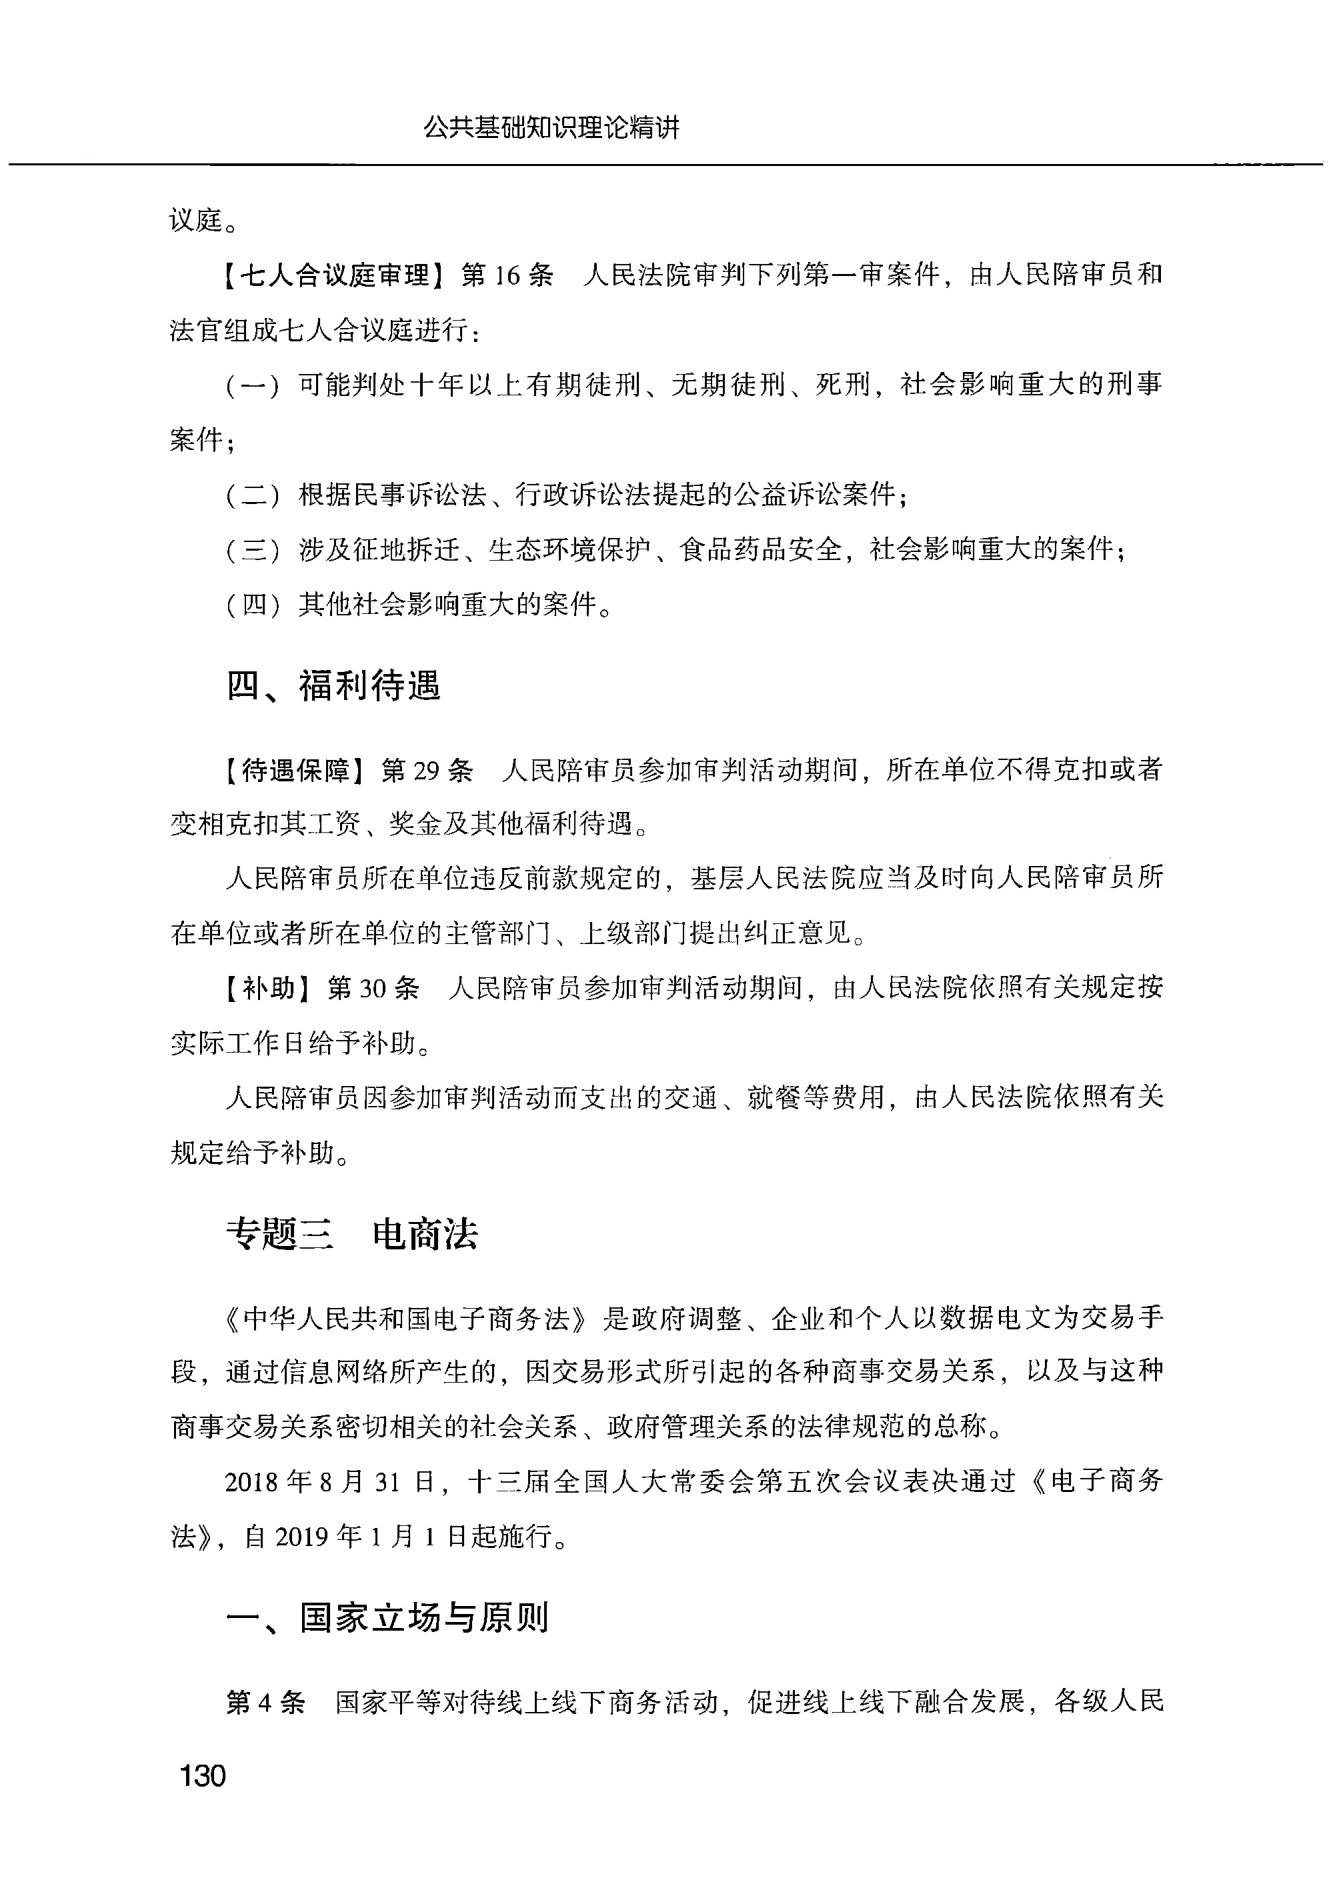 公共基础知识理论精讲
议庭。
【七人合议庭审理】第 16 条　人民法院审判下列第一审案件，由人民陪审员和
法官组成七人合议庭进行：
（一）可能判处十年以上有期徒刑、无期徒刑、死刑，社会影响重大的刑事
案件；
（二）根据民事诉讼法、行政诉讼法提起的公益诉讼案件；
（三）涉及征地拆迁、生态环境保护、食品药品安全，社会影响重大的案件；
（四）其他社会影响重大的案件。
四、福利待遇
【待遇保障】第 29 条　人民陪审员参加审判活动期间，所在单位不得克扣或者
变相克扣其工资、奖金及其他福利待遇。
人民陪审员所在单位违反前款规定的，基层人民法院应当及时向人民陪审员所
在单位或者所在单位的主管部门、上级部门提出纠正意见。
【补助】第 30 条　人民陪审员参加审判活动期间，由人民法院依照有关规定按
实际工作日给予补助。
人民陪审员因参加审判活动而支出的交通、就餐等费用，由人民法院依照有关
规定给予补助。
专题三　电商法
《中华人民共和国电子商务法》是政府调整、企业和个人以数据电文为交易手
段，通过信息网络所产生的，因交易形式所引起的各种商事交易关系，以及与这种
商事交易关系密切相关的社会关系、政府管理关系的法律规范的总称。
2018 年 8 月 31 日，十三届全国人大常委会第五次会议表决通过《电子商务
法》，自 2019 年 1 月 1 日起施行。
一、国家立场与原则
第 4 条　国家平等对待线上线下商务活动，促进线上线下融合发展，各级人民
130